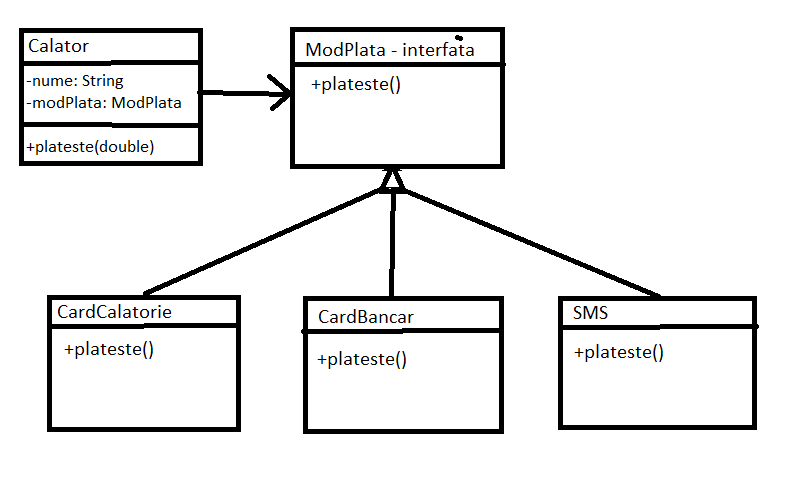 Calator
-nume: String
-modPlata: ModPlata
+plateste(double)
ModPlata - interfata
+plateste()
CardCalatorie
+plateste()
CardBancar
+plateste()
SMS
+plateste()